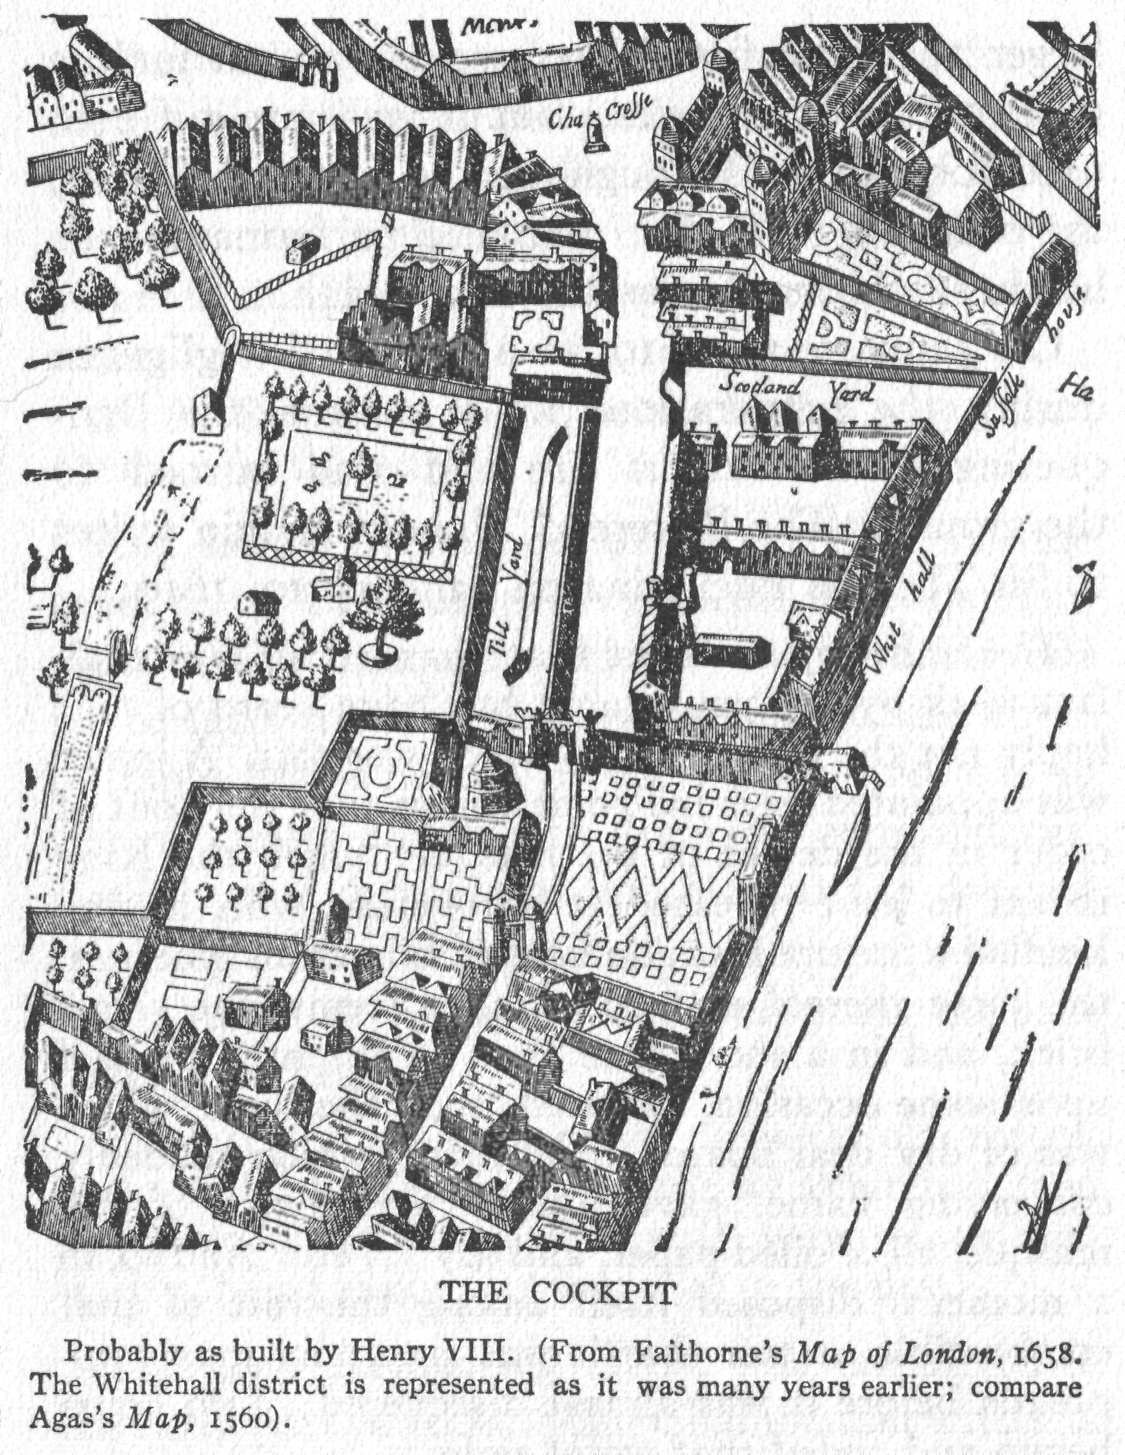 Mewes
Cha Crosse
Suffolk house
Scotland Yard
Ha
Tilt Yard
Whit hall
THE COCKPIT
Probably as built by Henry VIII. (From Faithorne's Map of London, 1658.
The Whitehall district is represented as it was many years earlier; compare
Agas's Map, 1560).